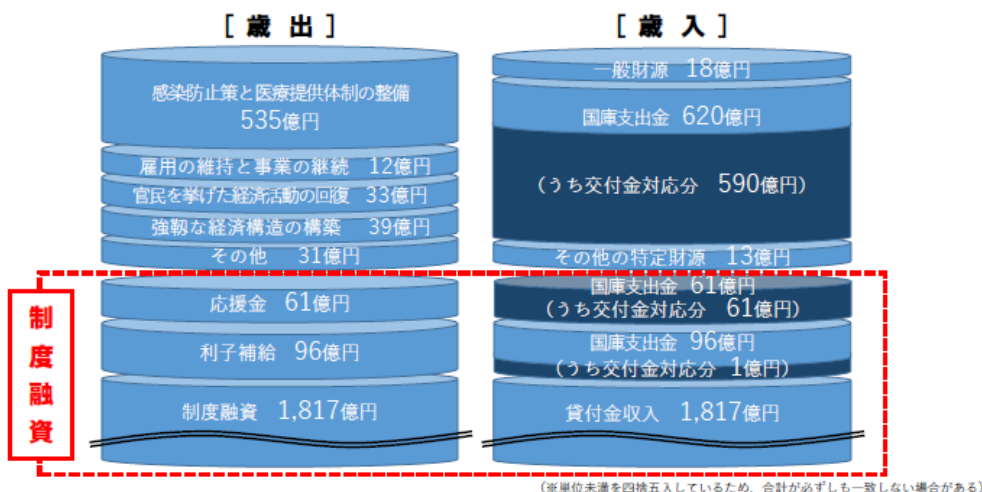 [ 歳 出 ]
感染防止策と医療提供体制の整備
535億円
雇用の維持と事業の継続 12億円
官民を挙げた経済活動の回復 33億円
強靱な経済構造の構築 39億円
その他 31億円
応援金 61億円
利子補給 96億円
制度融資 1,817億円
[ 歳 入 ]
一般財源 18億円
国庫支出金 620億円
(うち交付金対応分 590億円)
その他の特定財源 13億円
国庫支出金 61億円
(うち交付金対応分 61億円)
国庫支出金 96億円
(うち交付金対応分 1億円)
貸付金収入 1,817億円
制度融資
(※単位未満を四捨五入しているため、合計が必ずしも一致しない場合がある)